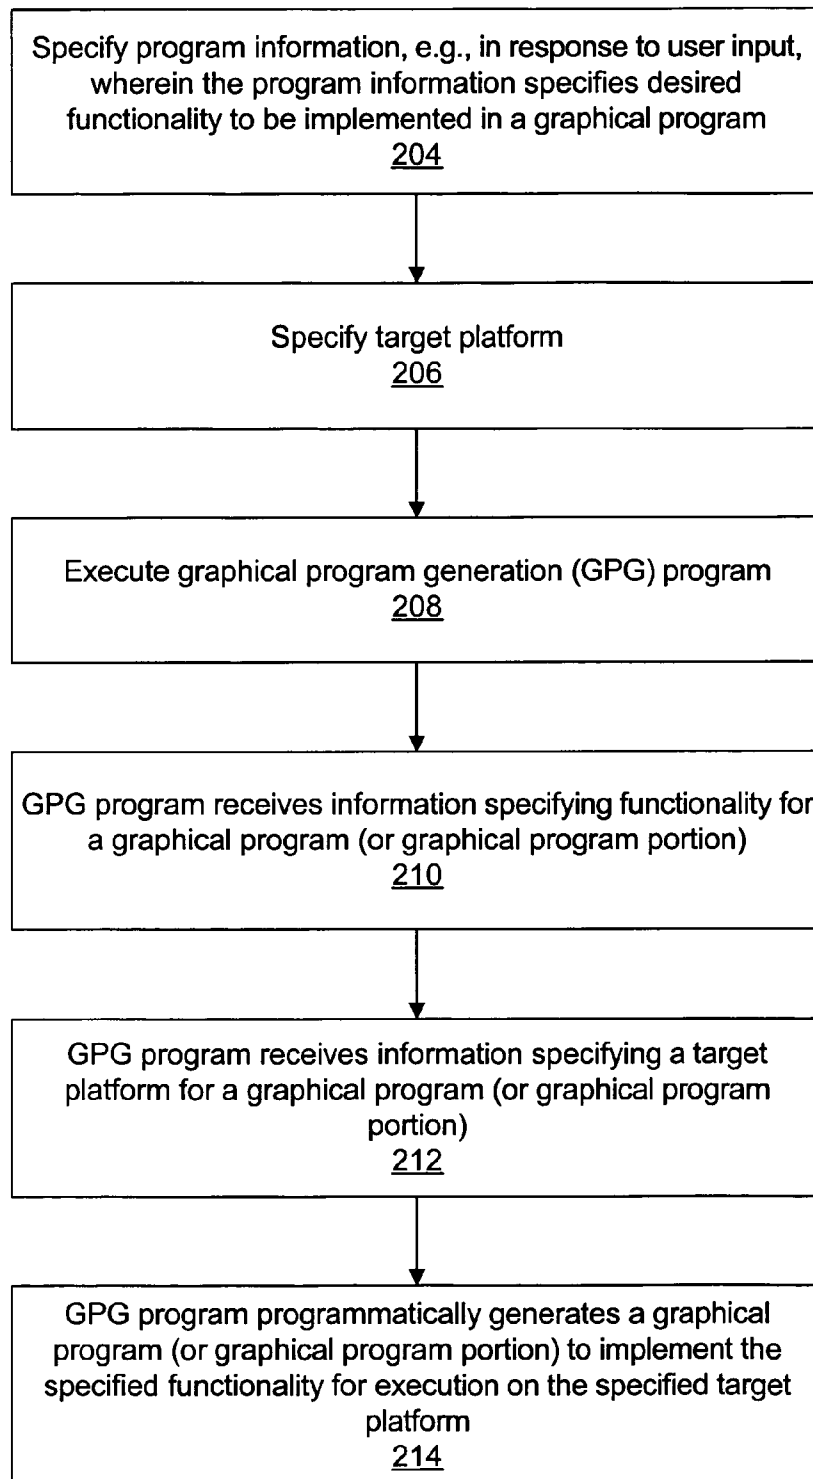 Specify program information, e.g., in response to user input,
wherein the program information specifies desired
functionality to be implemented in a graphical program
204
Specify target platform
206
Execute graphical program generation (GPG) program
208
GPG program receives information specifying functionality for
a graphical program (or graphical program portion)
210
GPG program receives information specifying a target
platform for a graphical program (or graphical program
portion)
212
GPG program programmatically generates a graphical
program (or graphical program portion) to implement the
specified functionality for execution on the specified target
platform
214